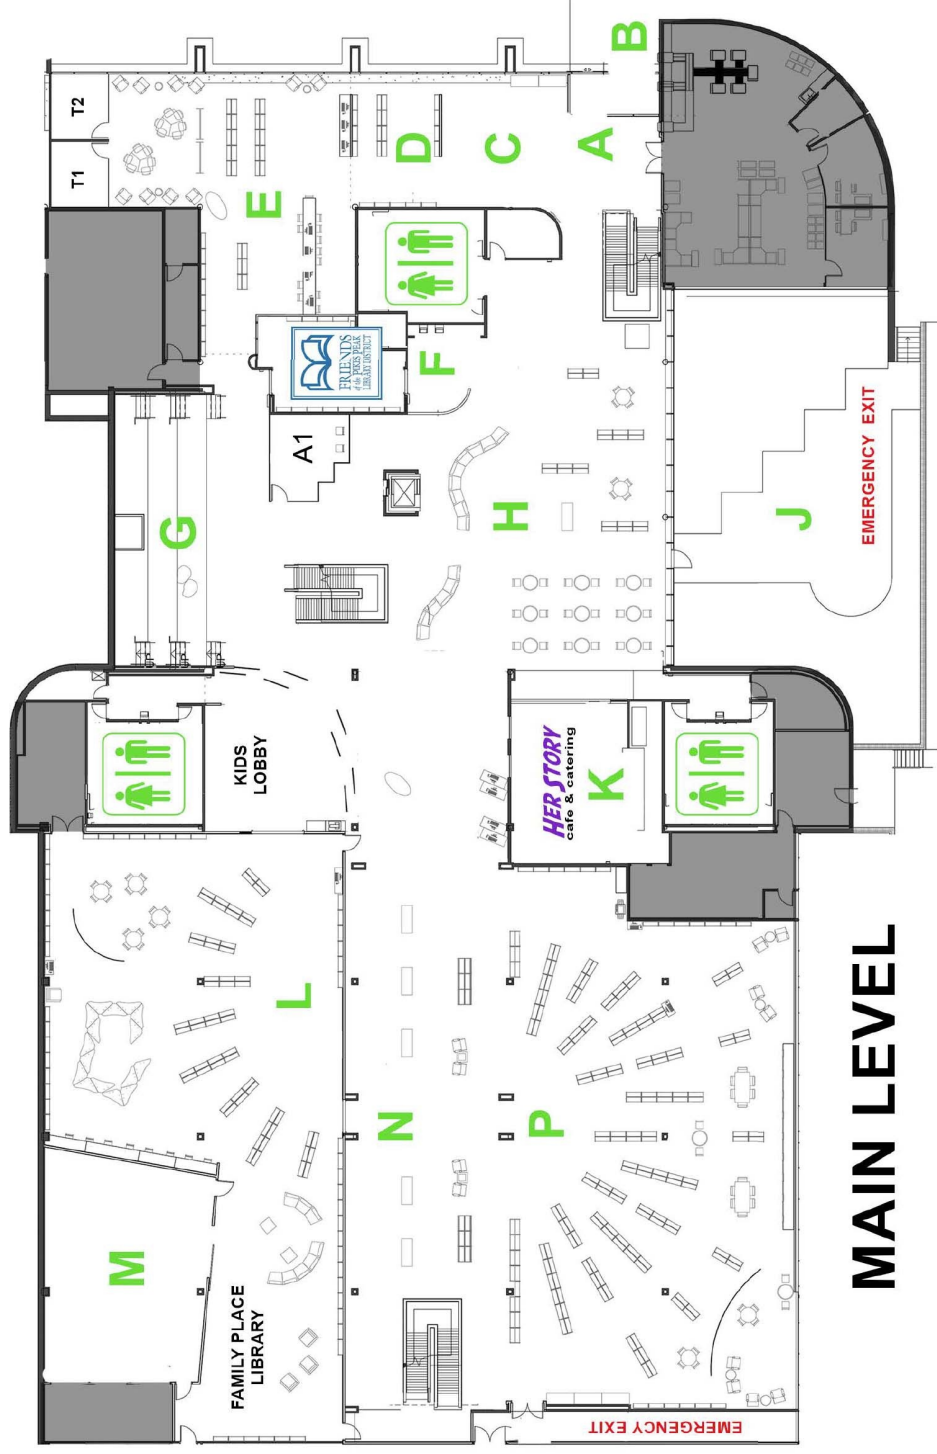 B
T2
D
C
A
T1
E
FRIENDS
of the PIKES PEAK
LIBRARY DISTRICT
F
A1
EMERGENCY EXIT
G
H
J
KIDS
LOBBY
HER STORY
cafe & catering
K
L
N
P
M
FAMILY PLACE
LIBRARY
EMERGENCY EXIT
MAIN LEVEL